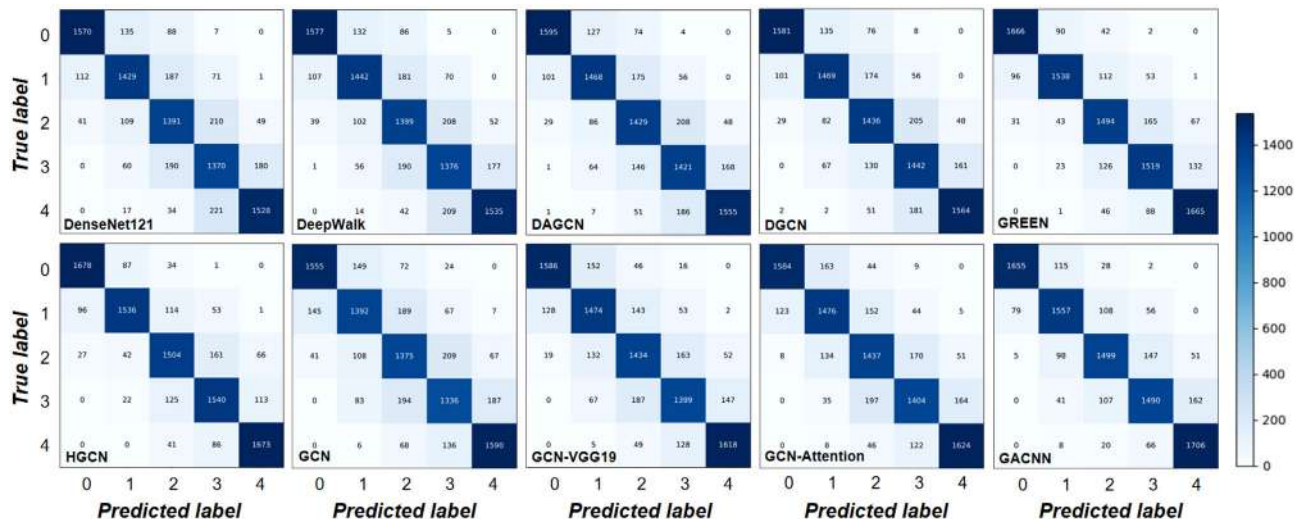 0 1570 135 88 7 0 1577 132 86 5 0 1595 127 74 4 0 1581 135 76 8 0 1666 90 42 2 0
1 112 1429 187 71 1 107 1442 181 70 0 101 1468 175 56 0 101 1469 174 56 0 96 1538 112 53 1
True label
2 41 109 1391 210 49 39 102 1399 208 52 29 86 1429 208 48 29 82 1436 205 48 31 43 1494 165 67
3 0 60 190 1370 180 1 56 190 1376 177 1 64 146 1421 168 0 67 130 1442 161 0 23 126 1519 132
4 0 17 34 221 1528 0 14 42 209 1535 1 7 51 186 1555 2 2 51 181 1564 0 1 46 88 1665
DenseNet121 DeepWalk DAGCN DGCN GREEN
0 1678 87 34 1 0 1555 149 72 24 0 1586 152 46 16 0 1584 163 44 9 0 1655 115 28 2 0
1 96 1536 114 53 1 145 1392 189 67 7 128 1474 143 53 2 123 1476 152 44 5 79 1557 108 56 0
True label
2 27 42 1504 161 66 41 108 1375 209 67 19 132 1434 163 52 8 134 1437 170 51 5 98 1499 147 51
3 0 22 125 1540 113 0 83 194 1336 187 0 67 187 1399 147 0 35 197 1404 164 0 41 107 1490 162
4 0 0 41 86 1673 0 6 68 136 1590 0 5 49 128 1618 0 8 46 122 1624 0 8 20 66 1706
HGCN GCN GCN-VGG19 GCN-Attention GACNN
0 1 2 3 4 0 1 2 3 4 0 1 2 3 4 0 1 2 3 4 0 1 2 3 4
Predicted label Predicted label Predicted label Predicted label Predicted label
1400
1200
1000
800
600
400
200
0